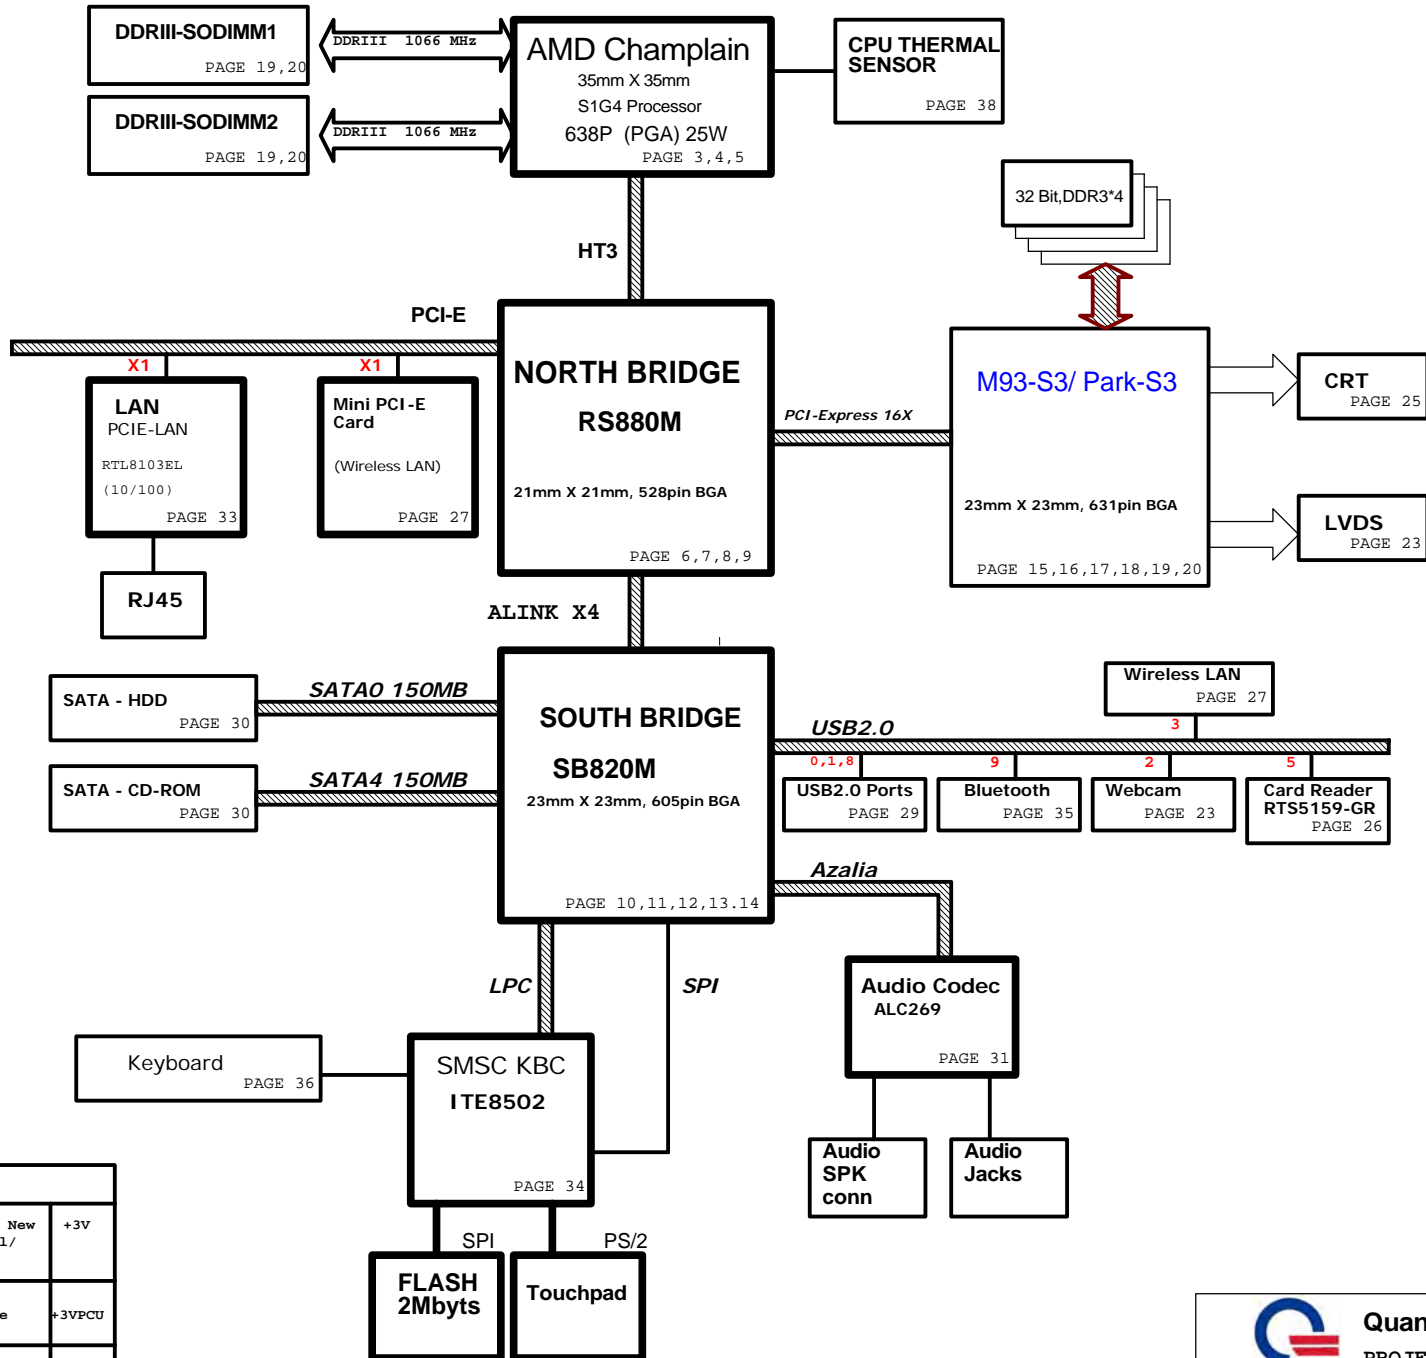 DDRIII-SODIMM1
PAGE 19,20
DDRIII 1066 MHz
DDRIII-SODIMM2
PAGE 19,20
DDRIII 1066 MHz
AMD Champlain
35mm X 35mm
S1G4 Processor
638P (PGA) 25W
PAGE 3,4,5
CPU THERMAL
SENSOR
PAGE 38
32 Bit,DDR3*4
HT3
PCI-E
X1
X1
LAN
PCIE-LAN
RTL8103EL
(10/100)
PAGE 33
Mini PCI-E
Card
(Wireless LAN)
PAGE 27
RJ45
NORTH BRIDGE
RS880M
21mm X 21mm, 528pin BGA
PAGE 6,7,8,9
PCI-Express 16X
M93-S3/ Park-S3
23mm X 23mm, 631pin BGA
PAGE 15,16,17,18,19,20
CRT
PAGE 25
LVDS
PAGE 23
ALINK X4
SATA - HDD
PAGE 30
SATA0 150MB
SATA - CD-ROM
PAGE 30
SATA4 150MB
SOUTH BRIDGE
SB820M
23mm X 23mm, 605pin BGA
PAGE 10,11,12,13.14
Wireless LAN
PAGE 27
3
USB2.0
0,1,8
9
2
5
USB2.0 Ports
PAGE 29
Bluetooth
PAGE 35
Webcam
PAGE 23
Card Reader
RTS5159-GR
PAGE 26
Azalia
LPC
SPI
Audio Codec
ALC269
PAGE 31
Keyboard
PAGE 36
SMSC KBC
ITE8502
PAGE 34
Audio
SPK
conn
Audio
Jacks
SPI
PS/2
FLASH
2Mbyts
Touchpad
New
1/
+3V
e
+3VPCU
Quan